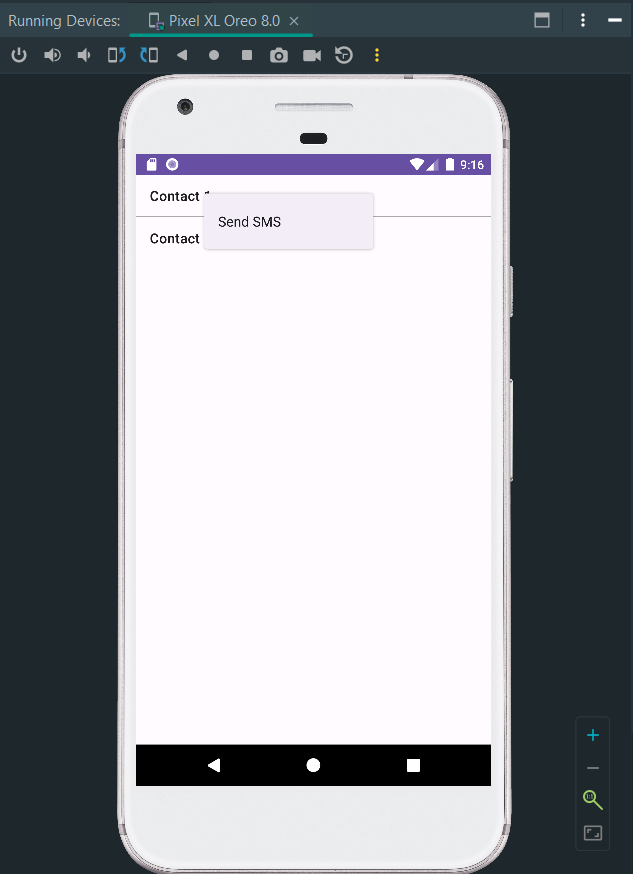 Running Devices: Pixel XL Oreo 8.0
9:16
Contact
Send SMS
Contact